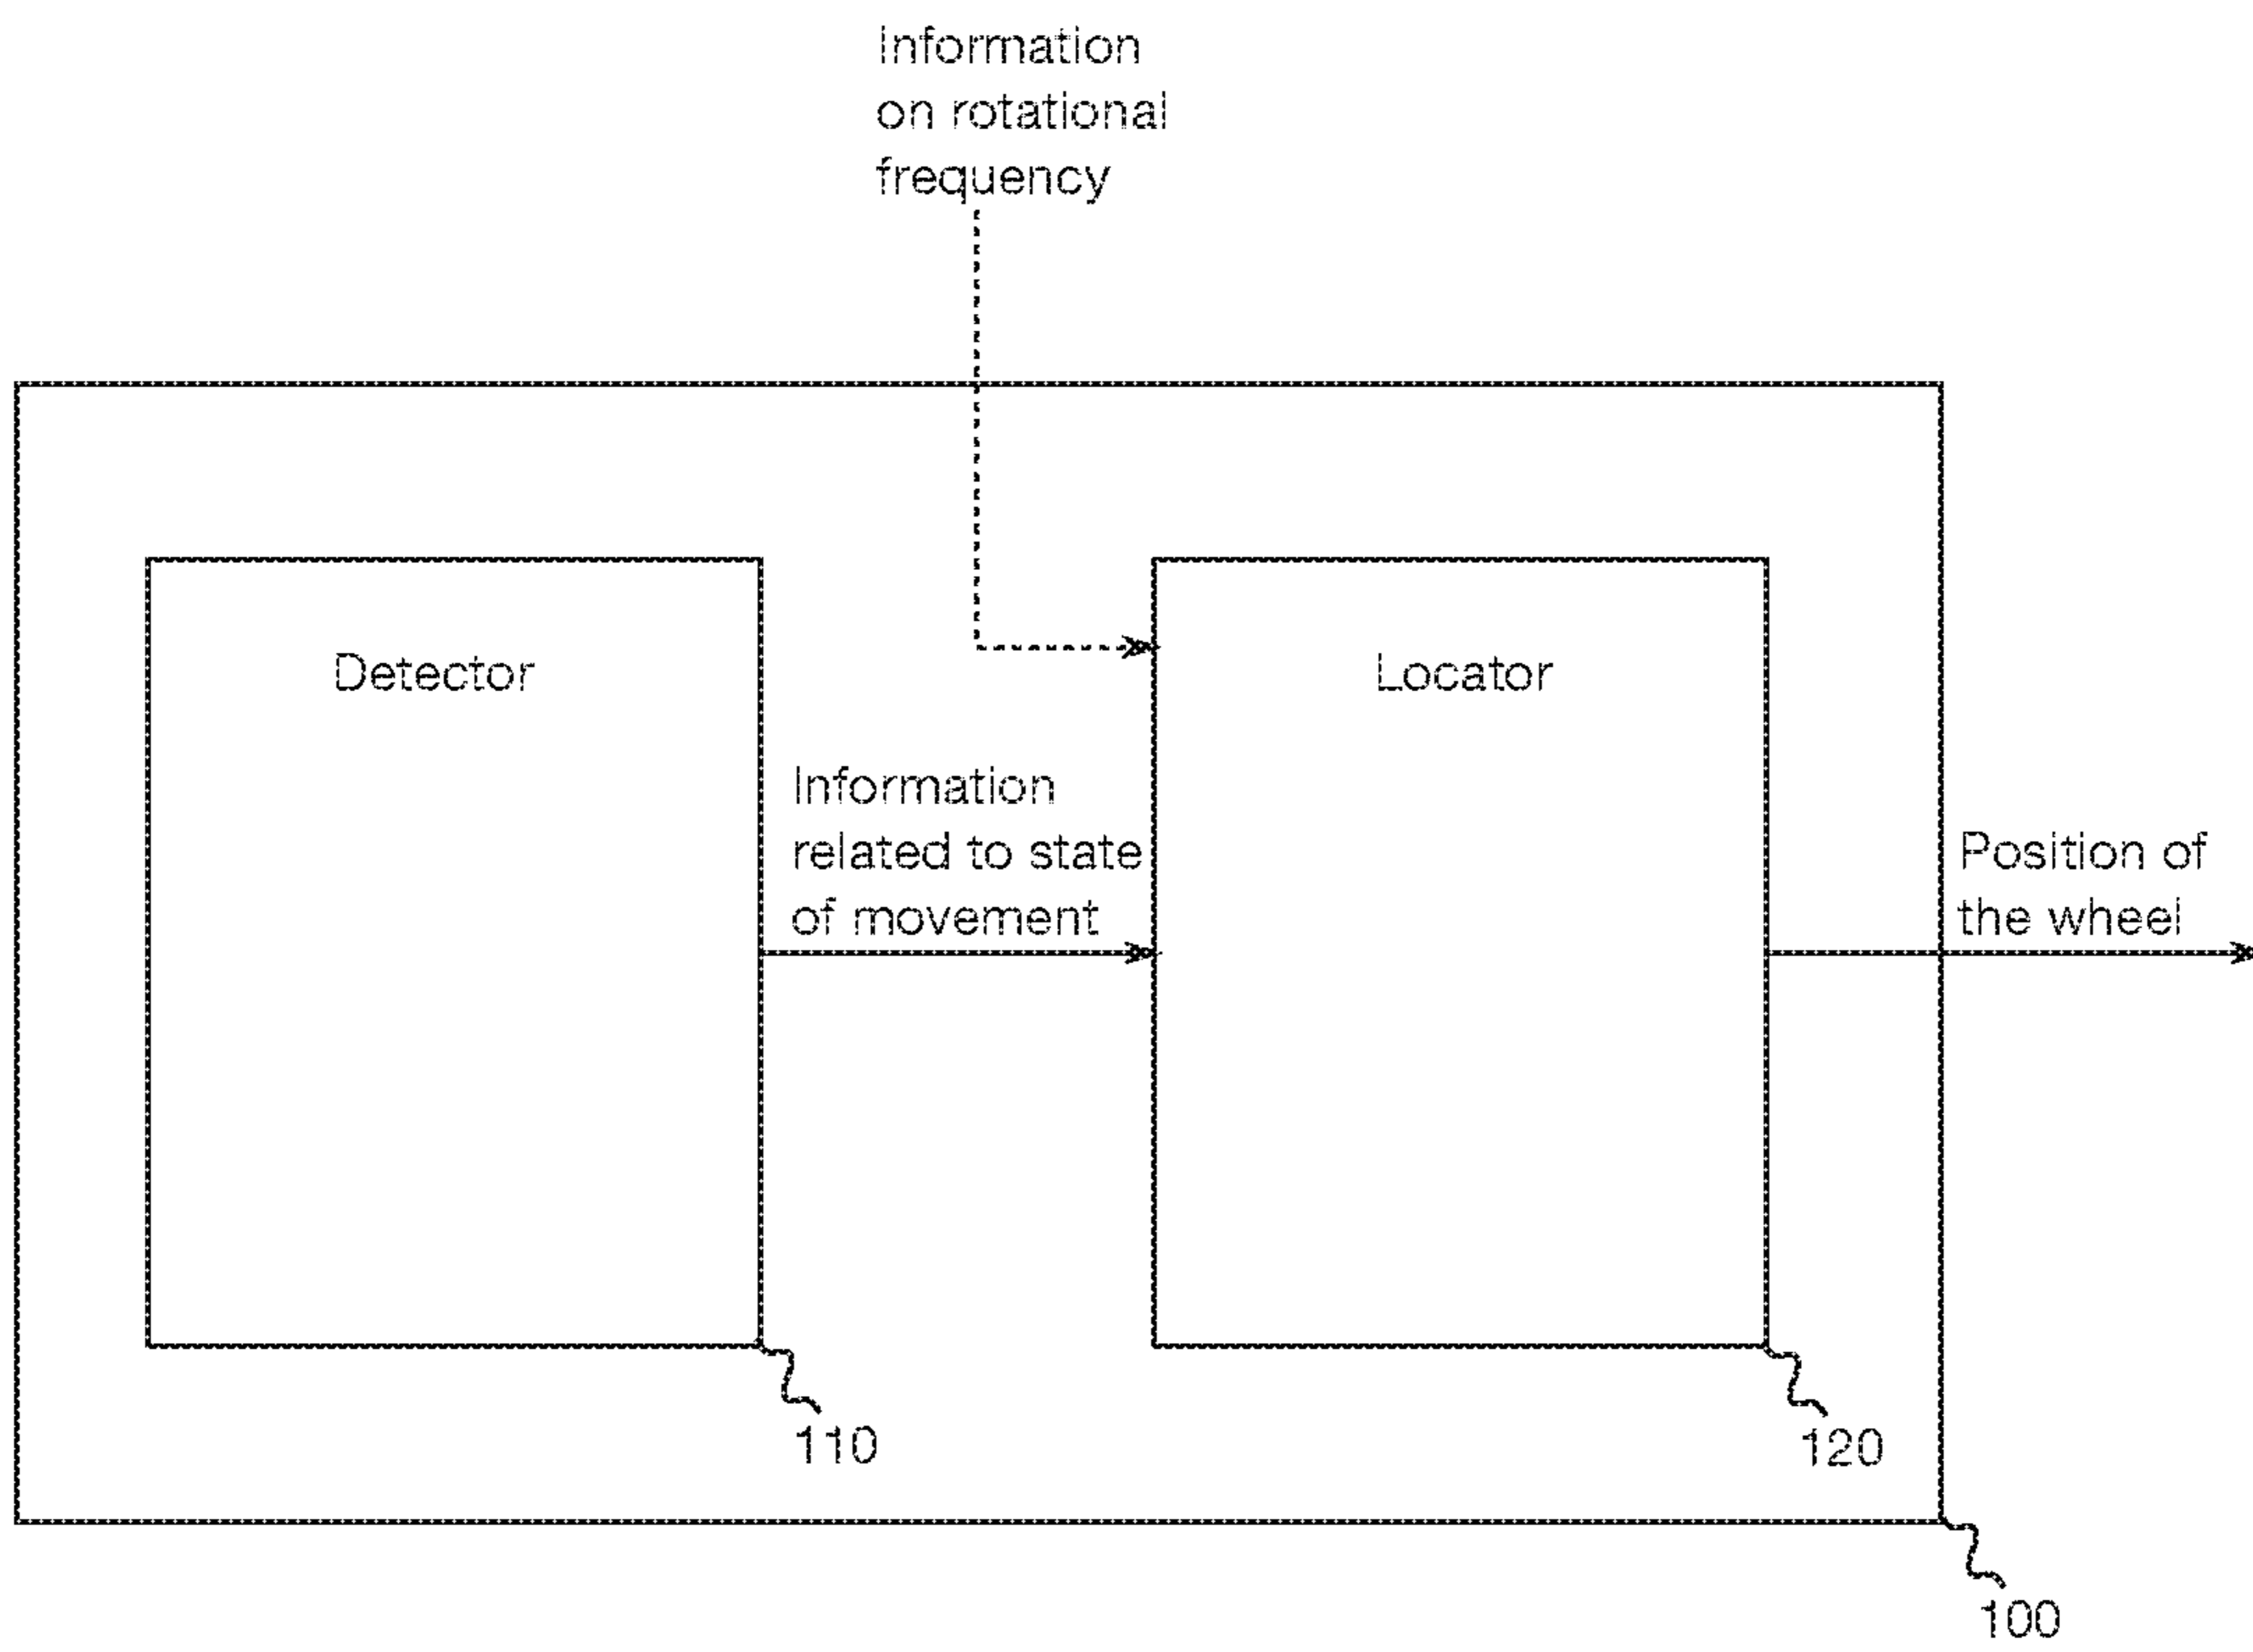 Information
on rotational
frequency
Detector
Locator
Information
related to state
of movement
Position of
the wheel
110
120
100